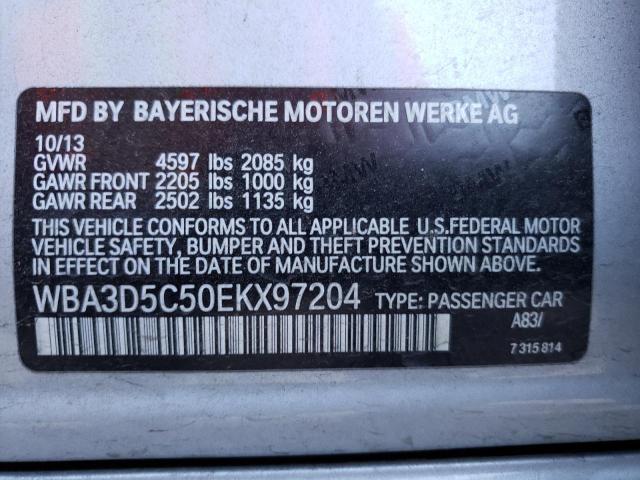 MFD BY BAYERISCHE MOTOREN WERKE AG
10/13
GVWR 4597 lbs 2085 kg
GAWR FRONT 2205 lbs 1000 kg
GAWR REAR 2502 lbs 1135 kg
THIS VEHICLE CONFORMS TO ALL APPLICABLE U.S.FEDERAL MOTOR
VEHICLE SAFETY, BUMPER AND THEFT PREVENTION STANDARDS
IN EFFECT ON THE DATE OF MANUFACTURE SHOWN ABOVE.
WBA3D5C50EKX97204 TYPE: PASSENGER CAR
A83/
7 315 814